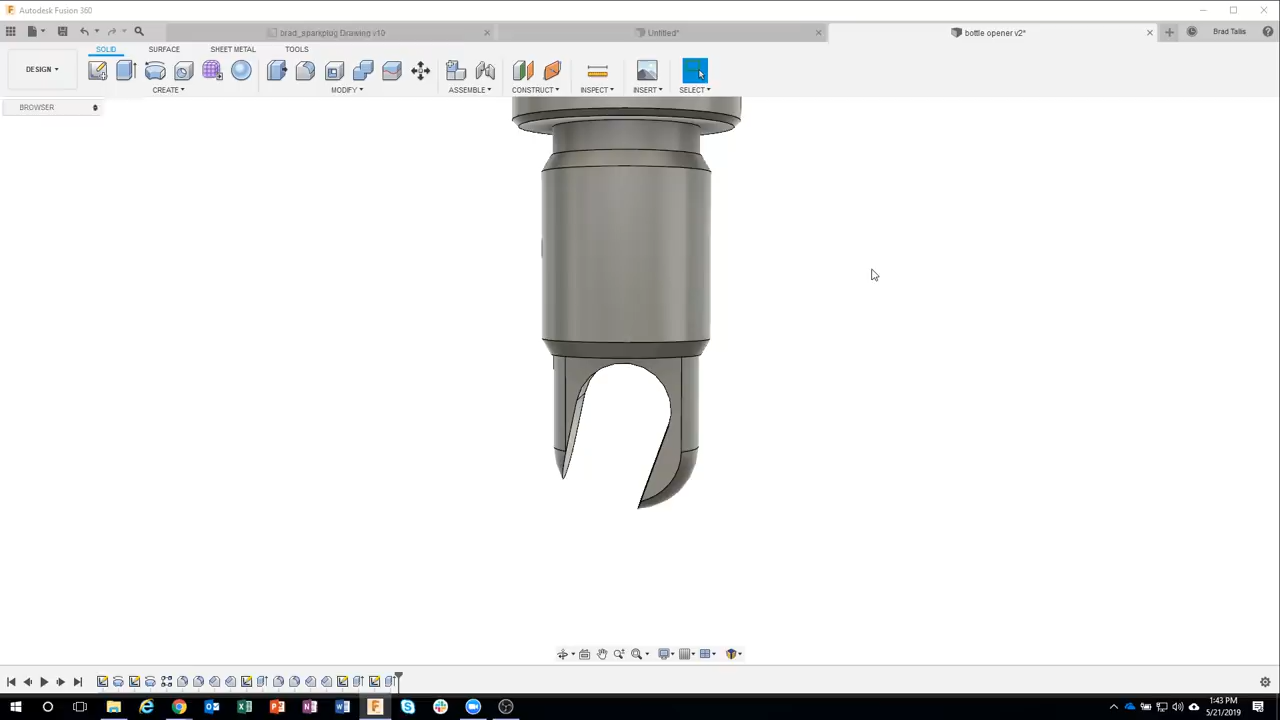 Autodesk Fusion 360
brad_sparkplug Drawing v10
Untitled*
bottle opener v2*
Brad Tallis
SOLID SURFACE SHEET METAL TOOLS
DESIGN
CREATE MODIFY ASSEMBLE CONSTRUCT INSPECT INSERT SELECT
BROWSER
1:43 PM
5/21/2019